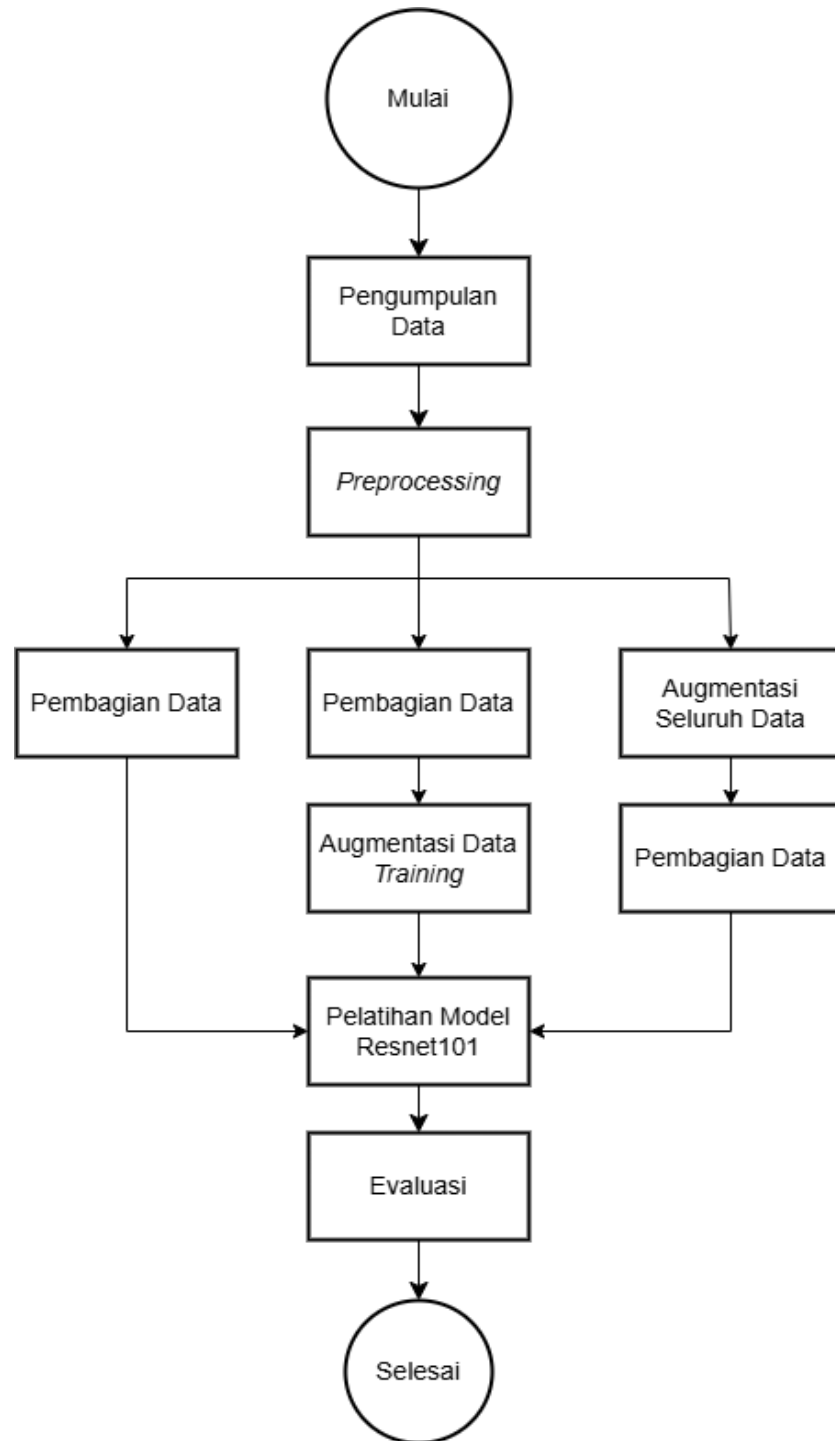 Mulai
Pengumpulan
Data
Preprocessing
Pembagian Data
Pembagian Data
Augmentasi
Seluruh Data
Augmentasi Data
Training
Pembagian Data
Pelatihan Model
Resnet101
Evaluasi
Selesai